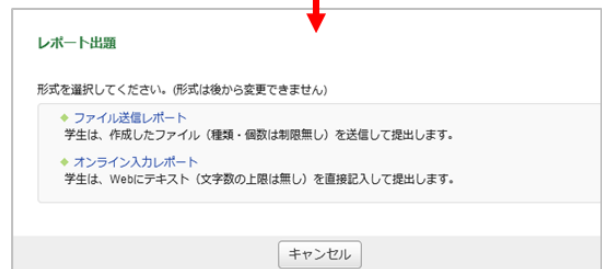 レポート出題
形式を選択してください。(形式は後から変更できません)
ファイル送信レポート
学生は、作成したファイル（種類・個数は制限無し）を送信して提出します。
オンライン入力レポート
学生は、Webにテキスト（文字数の上限は無し）を直接記入して提出します。
キャンセル